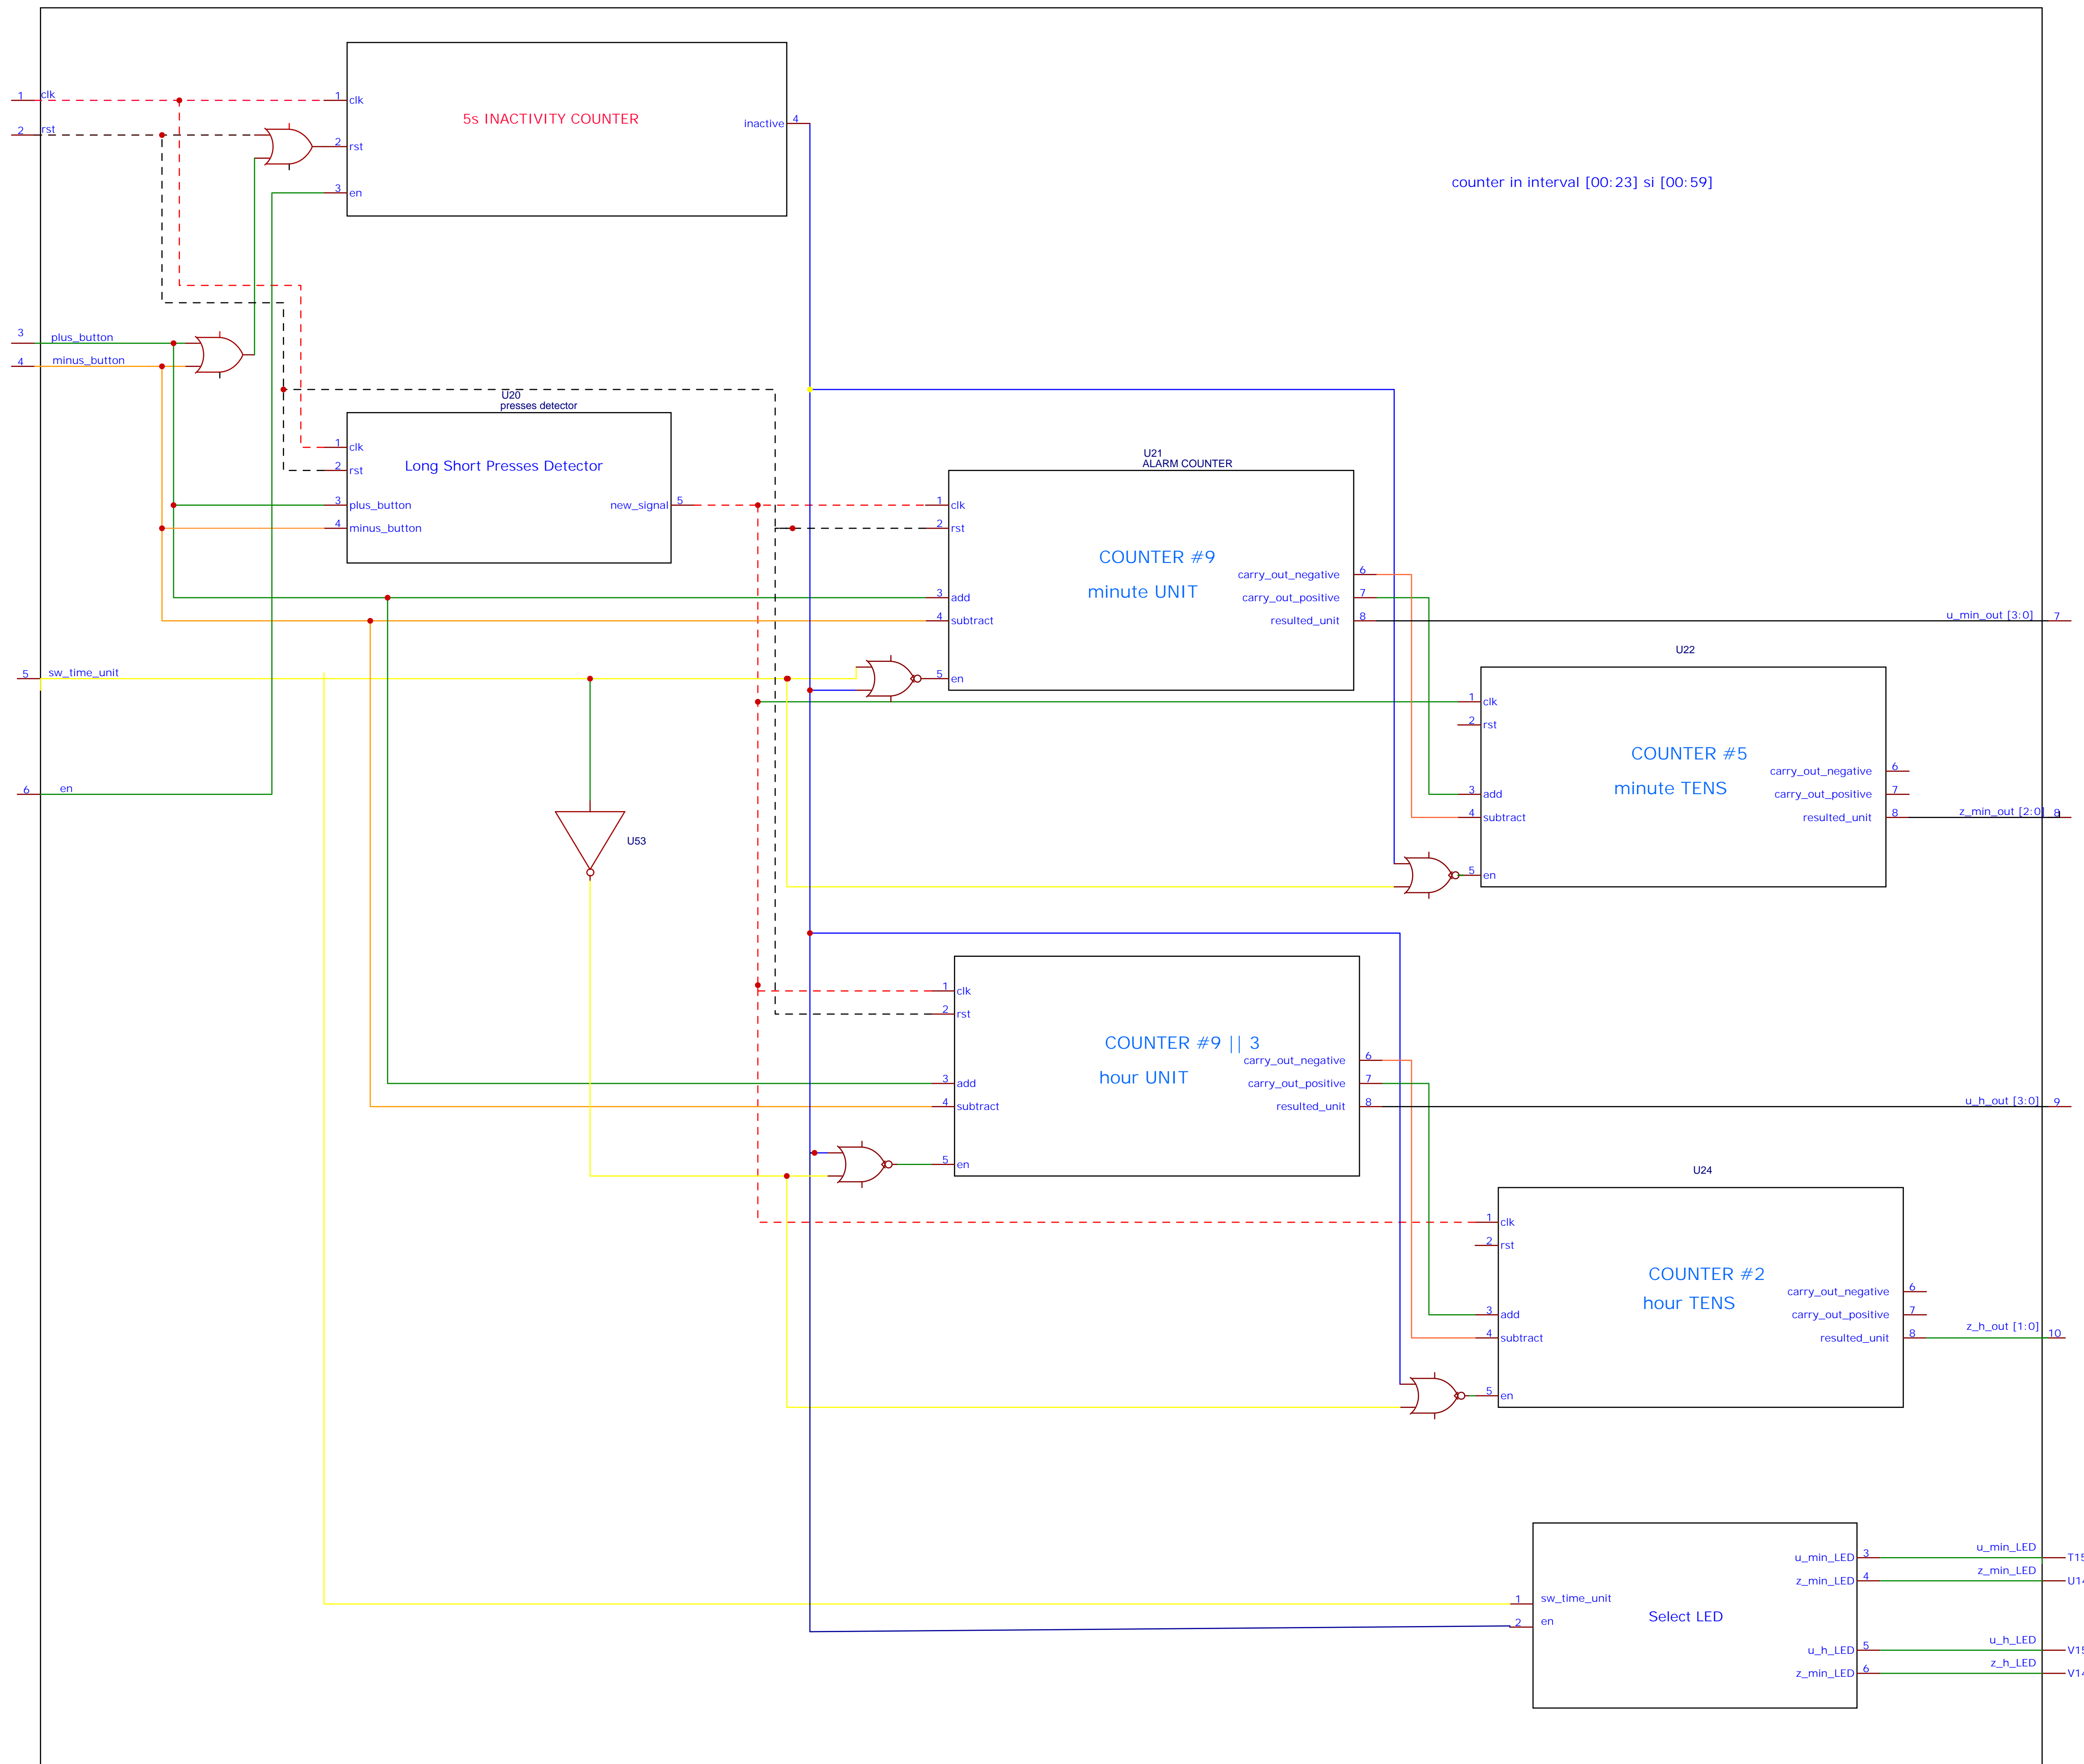 1 clk
2 rst
1 clk
2 rst
3 en
5s INACTIVITY COUNTER
inactive 4
counter in interval [00:23] si [00:59]
3 plus_button
4 minus_button
U20
presses detector
1 clk
2 rst
3 plus_button
4 minus_button
Long Short Presses Detector
new_signal 5
U21
ALARM COUNTER
1 clk
2 rst
3 add
4 subtract
5 en
COUNTER #9
minute UNIT
carry_out_negative 6
carry_out_positive 7
resulted_unit 8
u_min_out [3:0] 7
5 sw_time_unit
6 en
U22
1 clk
2 rst
3 add
4 subtract
5 en
COUNTER #5
minute TENS
carry_out_negative 6
carry_out_positive 7
resulted_unit 8
z_min_out [2:0]
U53
1 clk
2 rst
3 add
4 subtract
5 en
COUNTER #9 || 3
hour UNIT
carry_out_negative 6
carry_out_positive 7
resulted_unit 8
u_h_out [3:0] 9
U24
1 clk
2 rst
3 add
4 subtract
5 en
COUNTER #2
hour TENS
carry_out_negative 6
carry_out_positive 7
resulted_unit 8
z_h_out [1:0] 10
1 sw_time_unit
2 en
Select LED
u_min_LED 3 u_min_LED T15
z_min_LED 4 z_min_LED
u_h_LED 5 u_h_LED V15
z_min_LED 6 z_h_LED